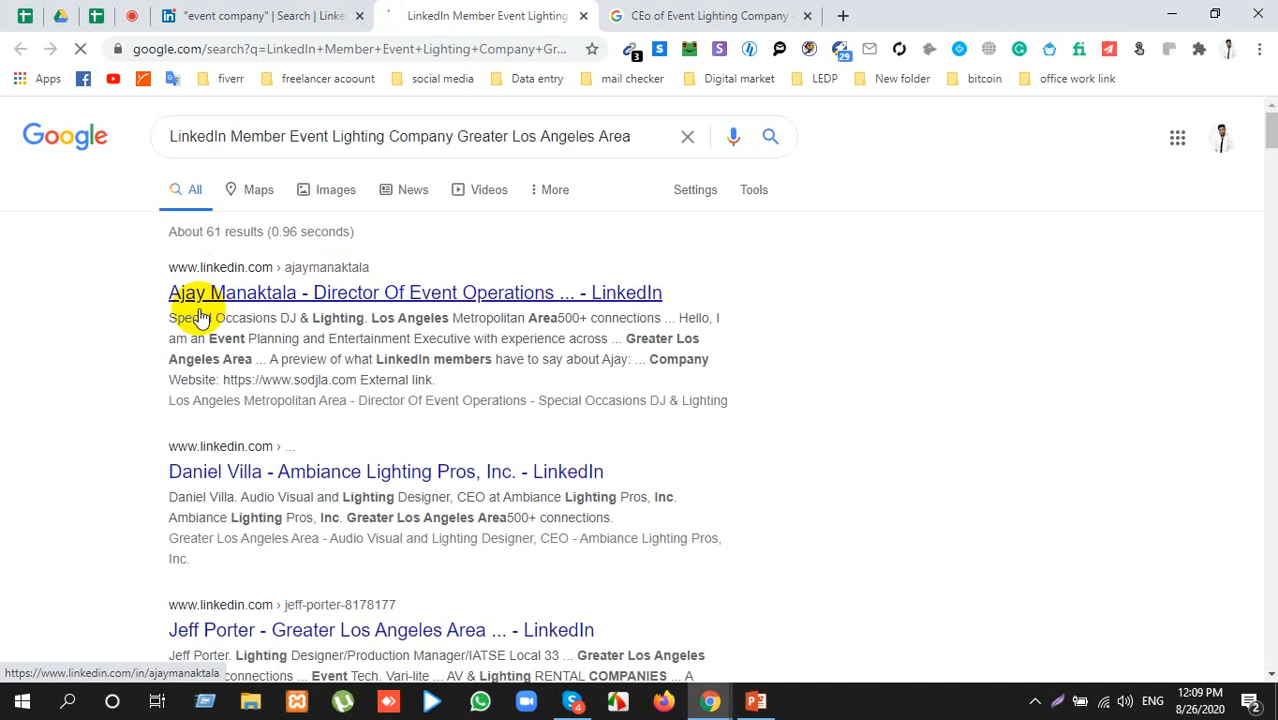 "event company" | Search | Linke
LinkedIn Member Event Lighting
CEo of Event Lighting Company -
google.com/search?q=LinkedIn+Member+Event+Lighting+Company+Gr...
3
29
Apps
fiverr
freelancer acoount
social media
Data entry
mail checker
Digital market
LEDP
New folder
bitcoin
office work link
Google
LinkedIn Member Event Lighting Company Greater Los Angeles Area
All
Maps
Images
News
Videos
More
Settings
Tools
About 61 results (0.96 seconds)
www.linkedin.com › ajaymanaktala
Ajay Manaktala - Director Of Event Operations ... - LinkedIn
Special Occasions DJ & Lighting. Los Angeles Metropolitan Area500+ connections ... Hello, I
am an Event Planning and Entertainment Executive with experience across ... Greater Los
Angeles Area ... A preview of what LinkedIn members have to say about Ajay: ... Company
Website: https://www.sodjla.com External link.
Los Angeles Metropolitan Area - Director Of Event Operations - Special Occasions DJ & Lighting
www.linkedin.com › ...
Daniel Villa - Ambiance Lighting Pros, Inc. - LinkedIn
Daniel Villa. Audio Visual and Lighting Designer, CEO at Ambiance Lighting Pros, Inc.
Ambiance Lighting Pros, Inc. Greater Los Angeles Area500+ connections.
Greater Los Angeles Area - Audio Visual and Lighting Designer, CEO - Ambiance Lighting Pros,
Inc.
www.linkedin.com › jeff-porter-8178177
Jeff Porter - Greater Los Angeles Area ... - LinkedIn
Jeff Porter. Lighting Designer/Production Manager/IATSE Local 33 ... Greater Los Angeles
connections ... Event Tech. Vari-lite ... AV & Lighting RENTAL COMPANIES ... A
https://www.linkedin.com/in/ajaymanaktala
4
ENG
12:09 PM
8/26/2020
2